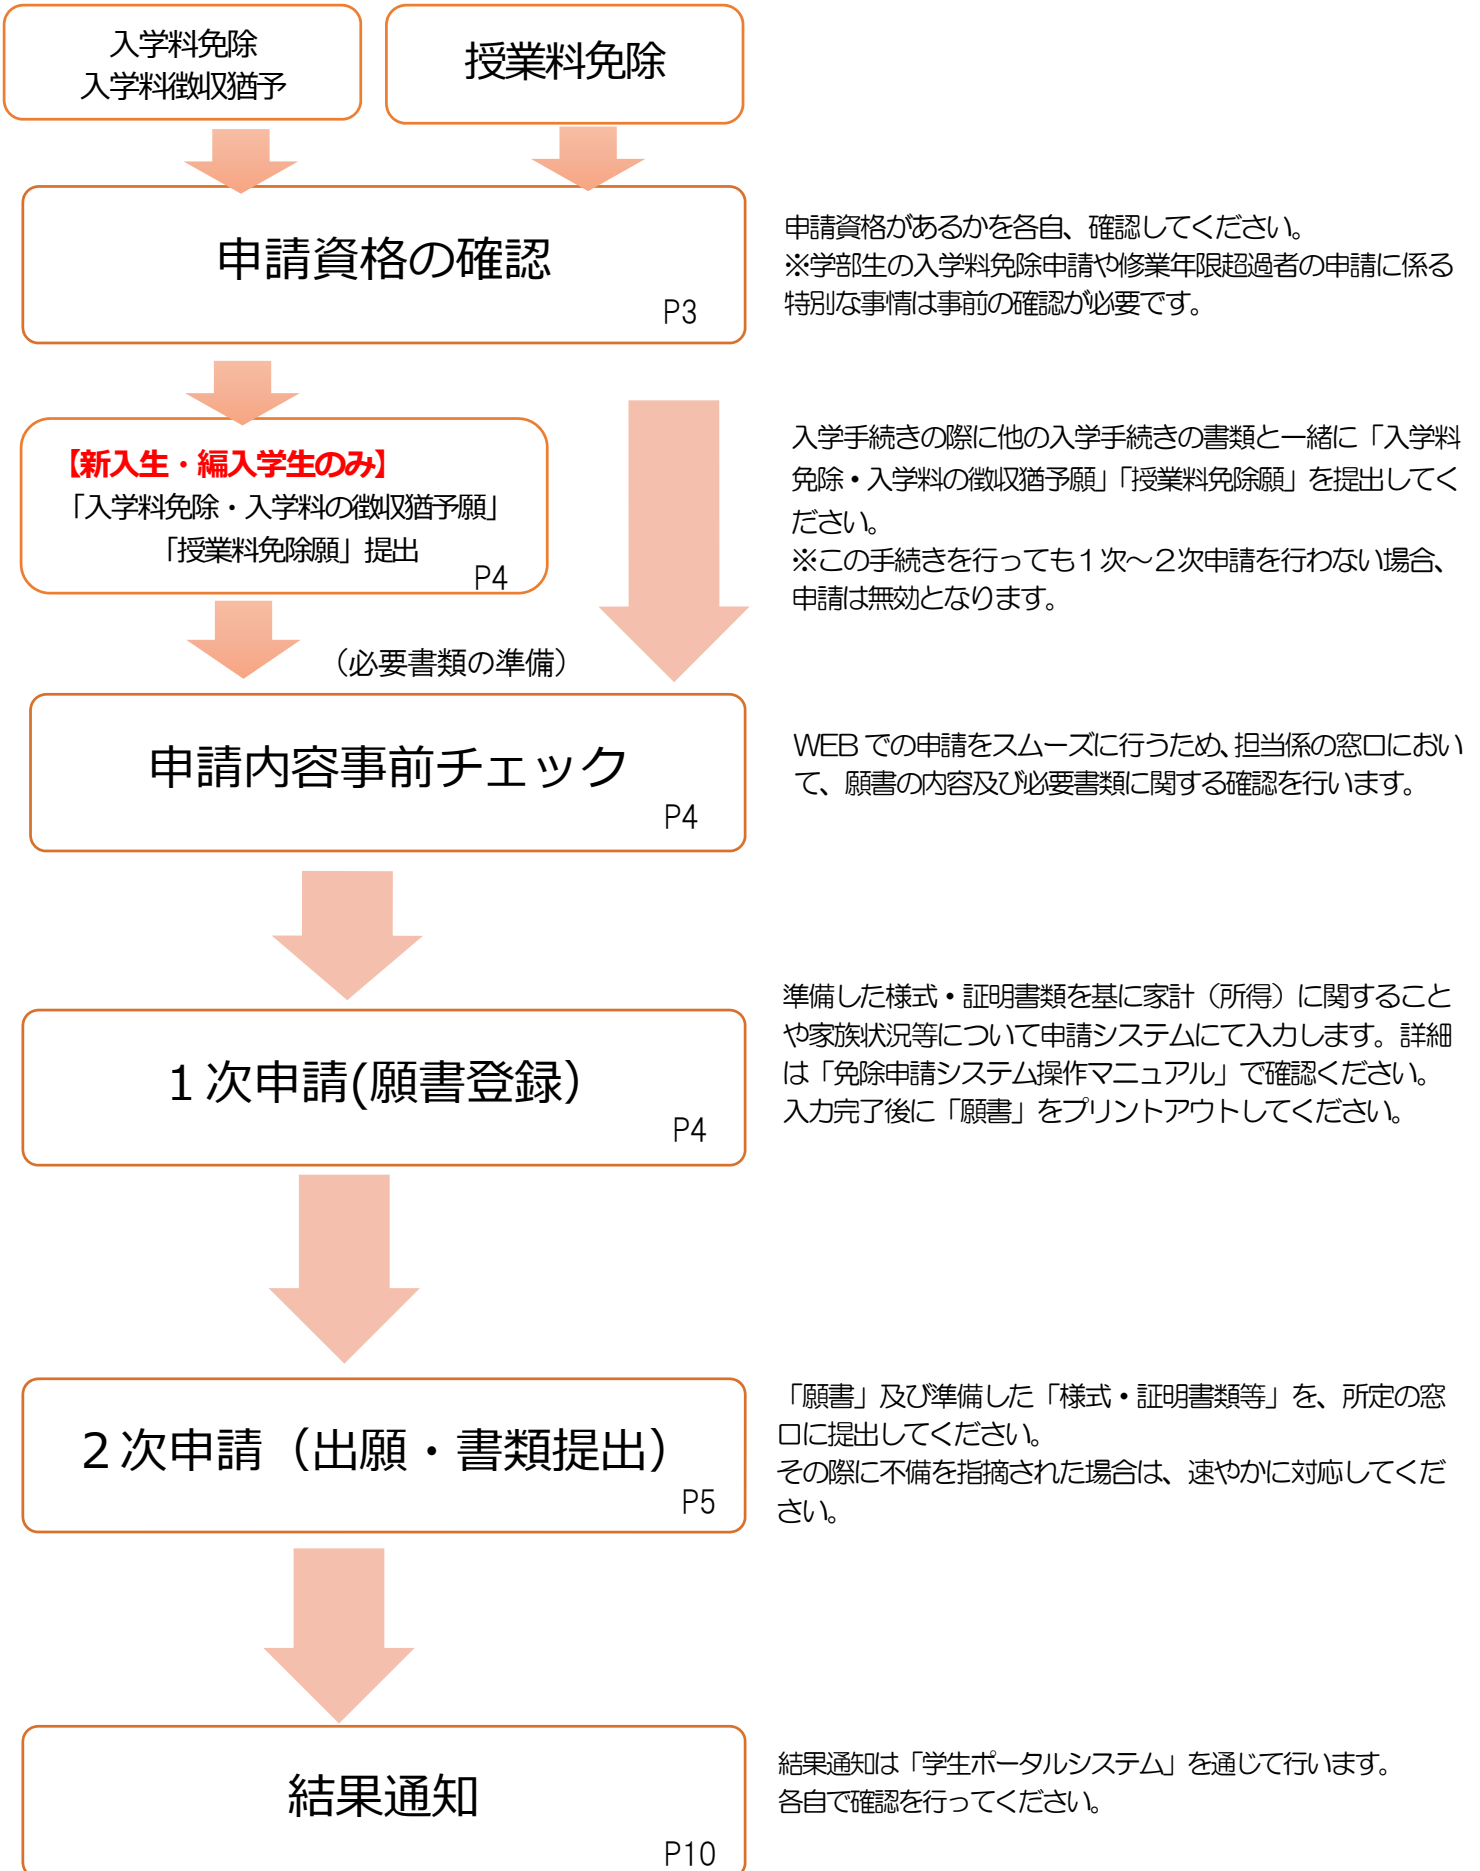 入学料免除
入学料徴収猶予
授業料免除
申請資格の確認
P3
申請資格があるかを各自、確認してください。
※学部生の入学料免除申請や修業年限超過者の申請に係る
特別な事情は事前の確認が必要です。
【新入生・編入学生のみ】
「入学料免除・入学料の徴収猶予願」
「授業料免除願」提出
P4
入学手続きの際に他の入学手続きの書類と一緒に「入学料
免除・入学料の徴収猶予願」「授業料免除願」を提出してく
ださい。
※この手続きを行っても１次～２次申請を行わない場合、
申請は無効となります。
（必要書類の準備）
申請内容事前チェック
P4
WEB での申請をスムーズに行うため、担当係の窓口におい
て、願書の内容及び必要書類に関する確認を行います。
１次申請(願書登録）
P4
準備した様式・証明書類を基に家計（所得）に関すること
や家族状況等について申請システムにて入力します。詳細
は「免除申請システム操作マニュアル」で確認ください。
入力完了後に「願書」をプリントアウトしてください。
２次申請（出願・書類提出）
P5
「願書」及び準備した「様式・証明書類等」を、所定の窓
口に提出してください。
その際に不備を指摘された場合は、速やかに対応してくだ
さい。
結果通知
P10
結果通知は「学生ポータルシステム」を通じて行います。
各自で確認を行ってください。